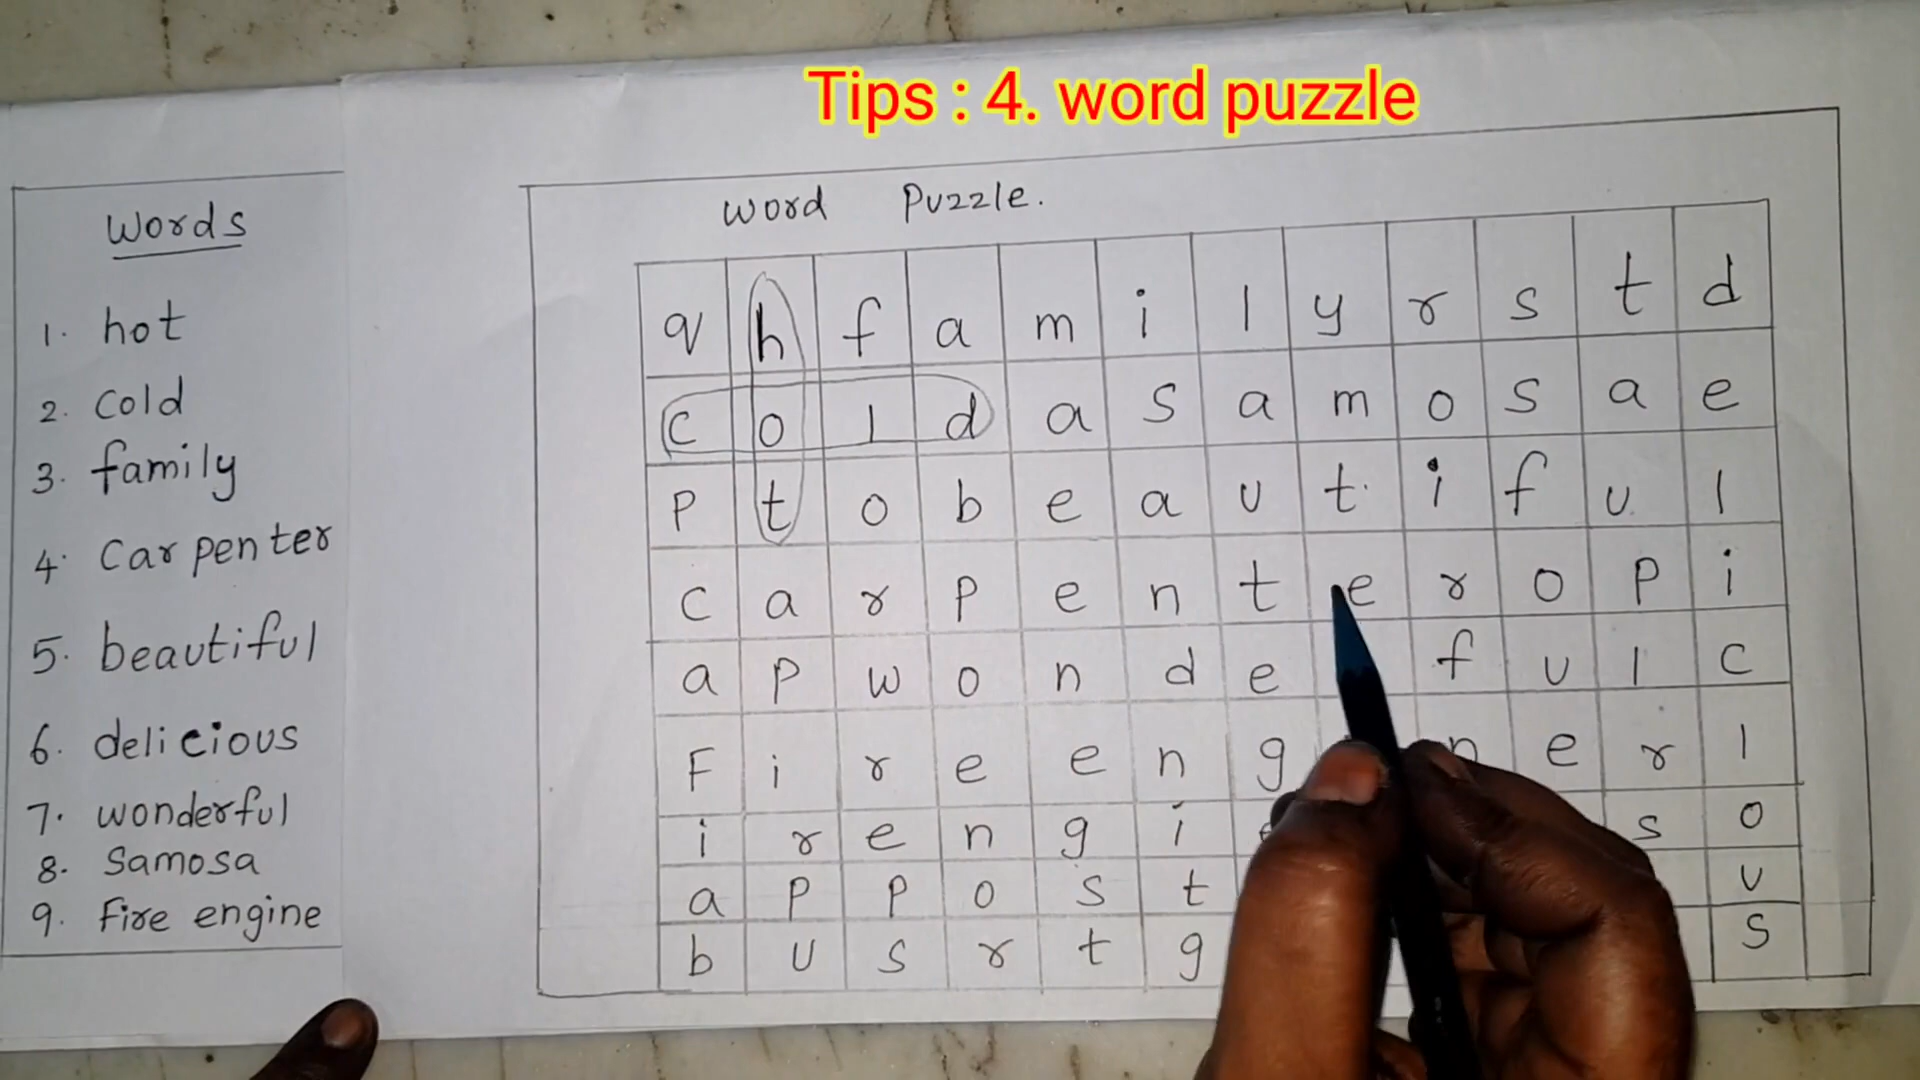 Tips : 4. word puzzle
Words
1. hot
2. cold
3. family
4. Carpenter
5. beautiful
6. delicious
7. wonderful
8. Samosa
9. Fire engine
Word Puzzle.
q h f a m i l y r s t d
c o l d a s a m o s a e
p t o b e a u t i f u l
c a r p e n t e r o p i
a p w o n d e f u l c
F i r e e n g n e r l
i r e n g i s o
a p p o s t u
b u s r t g s